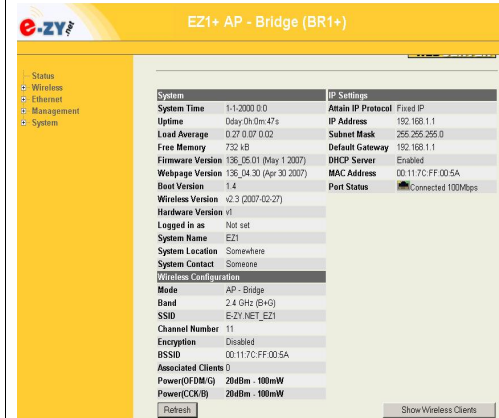 e-zy.net
EZ1+ AP - Bridge (BR1+)
Status
Wireless
Ethernet
Management
System
System
System Time 1-1-2000 0:0
Uptime 0day:0h:0m:47s
Load Average 0.27 0.07 0.02
Free Memory 732 kB
Firmware Version 136_05.01 (May 1 2007)
Webpage Version 136_04.30 (Apr 30 2007)
Boot Version 1.4
Wireless Version v2.3 (2007-02-27)
Hardware Version v1
Logged in as Not set
System Name EZ1
System Location Somewhere
System Contact Someone
Wireless Configuration
Mode AP - Bridge
Band 2.4 GHz (B+G)
SSID E-ZY.NET_EZ1
Channel Number 11
Encryption Disabled
BSSID 00:11:7C:FF:00:5A
Associated Clients 0
Power(OFDM/G) 20dBm - 100mW
Power(CCK/B) 20dBm - 100mW
Refresh
IP Settings
Attain IP Protocol Fixed IP
IP Address 192.168.1.1
Subnet Mask 255.255.255.0
Default Gateway 192.168.1.1
DHCP Server Enabled
MAC Address 00:11:7C:FF:00:5A
Port Status Connected 100Mbps
Show Wireless Clients